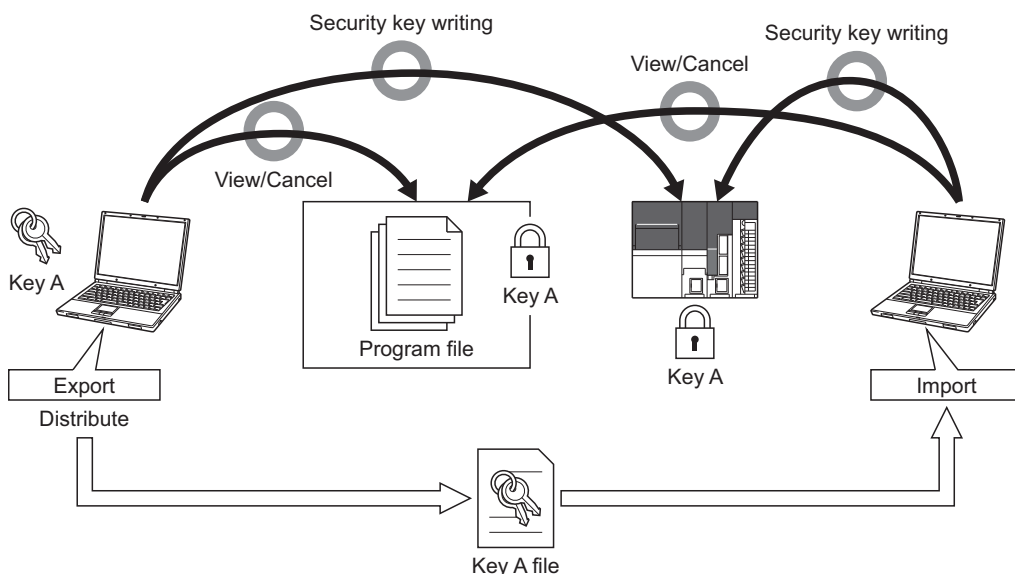 Security key writing
Security key writing
View/Cancel
View/Cancel
Key A
Key A
Program file
Key A
Export
Import
Distribute
Key A file